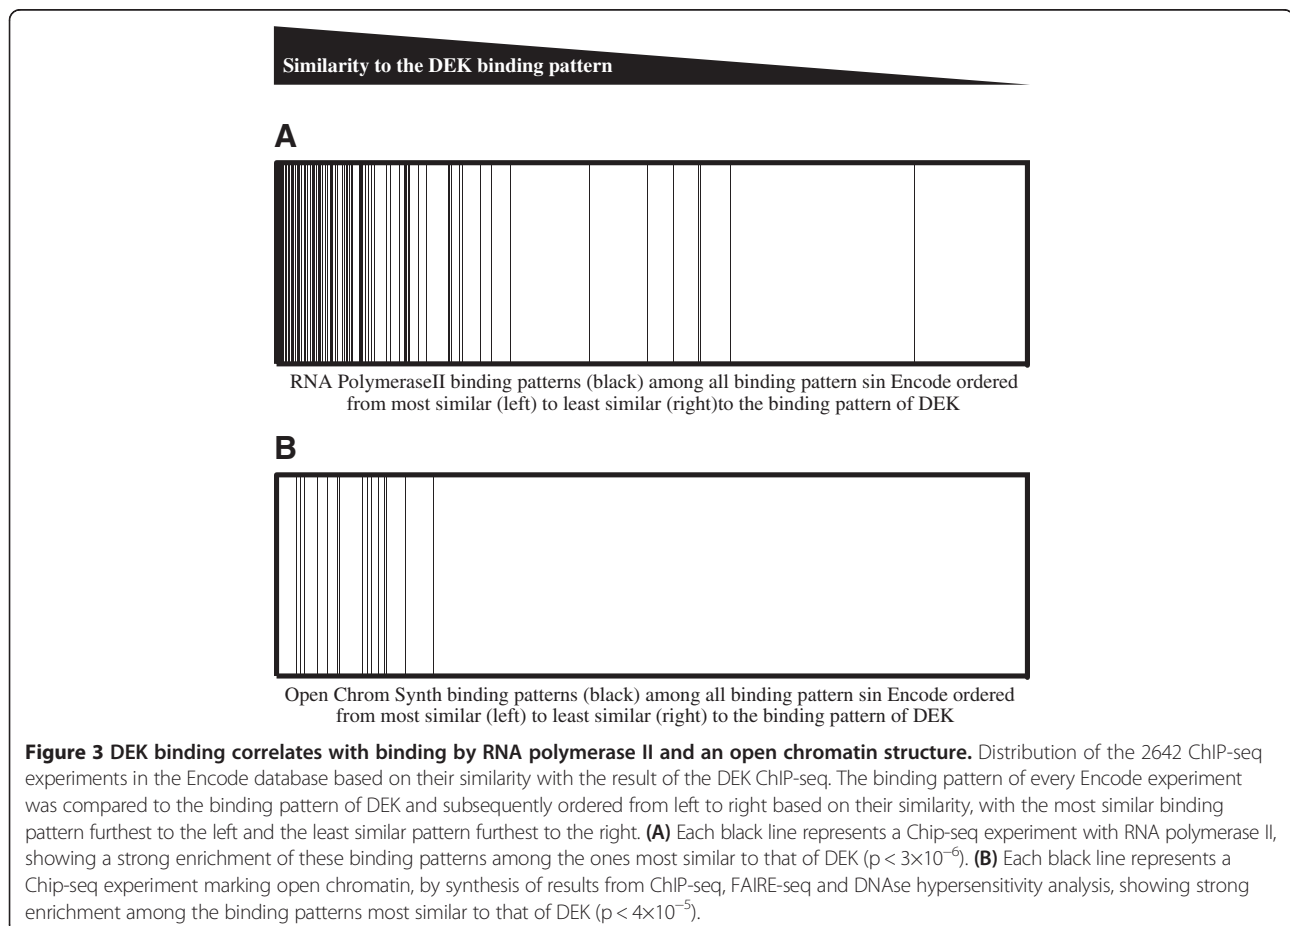 Similarity to the DEK binding pattern
A
RNA PolymeraseII binding patterns (black) among all binding pattern sin Encode ordered
from most similar (left) to least similar (right)to the binding pattern of DEK
B
Open Chrom Synth binding patterns (black) among all binding pattern sin Encode ordered
from most similar (left) to least similar (right) to the binding pattern of DEK
Figure 3 DEK binding correlates with binding by RNA polymerase II and an open chromatin structure. Distribution of the 2642 ChIP-seq
experiments in the Encode database based on their similarity with the result of the DEK ChIP-seq. The binding pattern of every Encode experiment
was compared to the binding pattern of DEK and subsequently ordered from left to right based on their similarity, with the most similar binding
pattern furthest to the left and the least similar pattern furthest to the right. (A) Each black line represents a Chip-seq experiment with RNA polymerase II,
showing a strong enrichment of these binding patterns among the ones most similar to that of DEK (p < 3×10⁻⁶). (B) Each black line represents a
Chip-seq experiment marking open chromatin, by synthesis of results from ChIP-seq, FAIRE-seq and DNAse hypersensitivity analysis, showing strong
enrichment among the binding patterns most similar to that of DEK (p < 4×10⁻⁵).